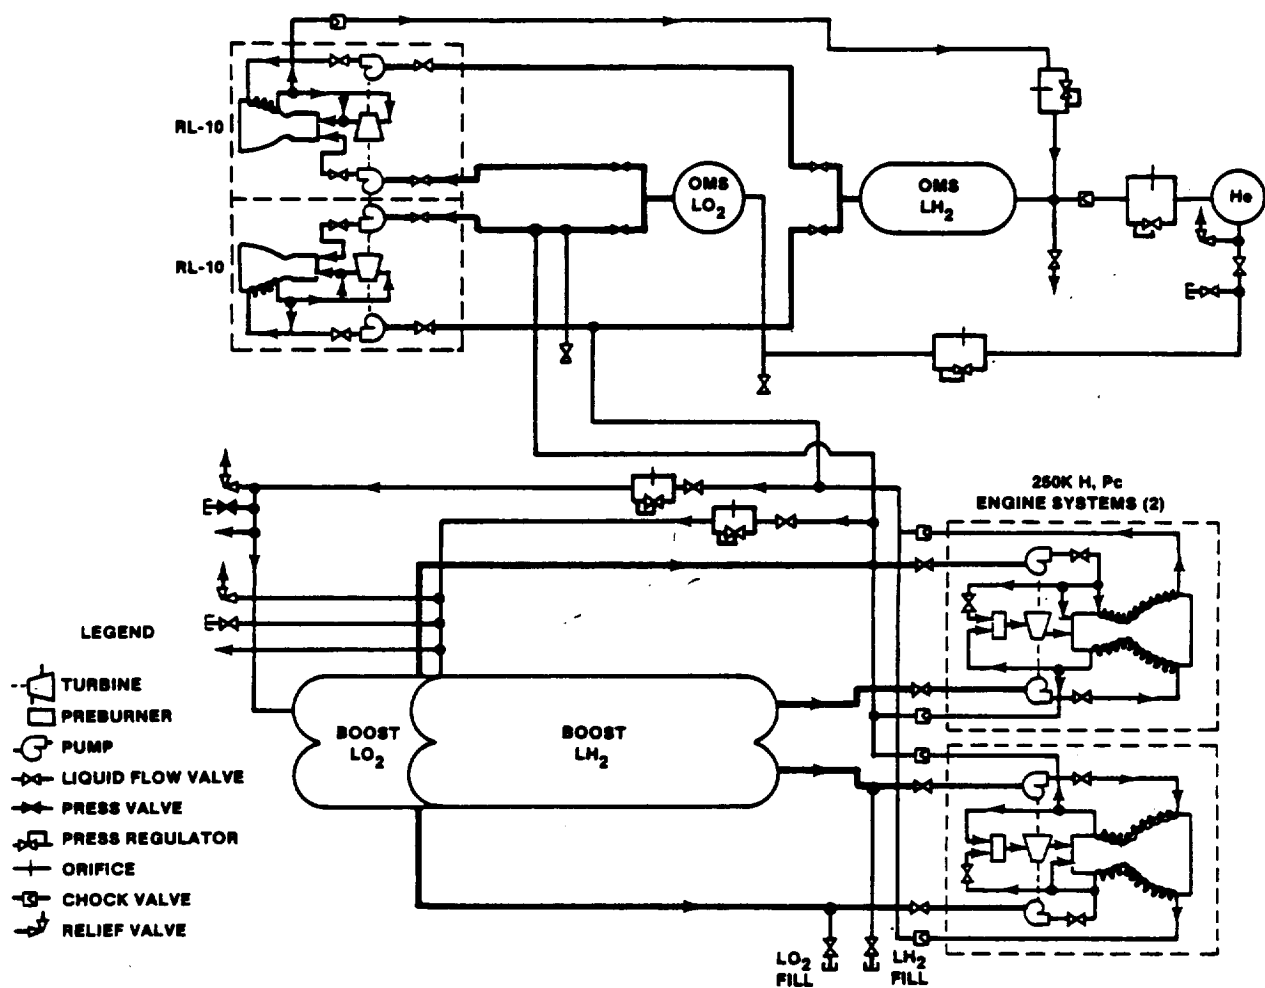 RL-10
OMS
LO2
OMS
LH2
He
RL-10
250K H, Pc
ENGINE SYSTEMS (2)
LEGEND
TURBINE
PREBURNER
PUMP
LIQUID FLOW VALVE
PRESS VALVE
PRESS REGULATOR
ORIFICE
CHOCK VALVE
RELIEF VALVE
BOOST
LO2
BOOST
LH2
LO2
FILL
LH2
FILL